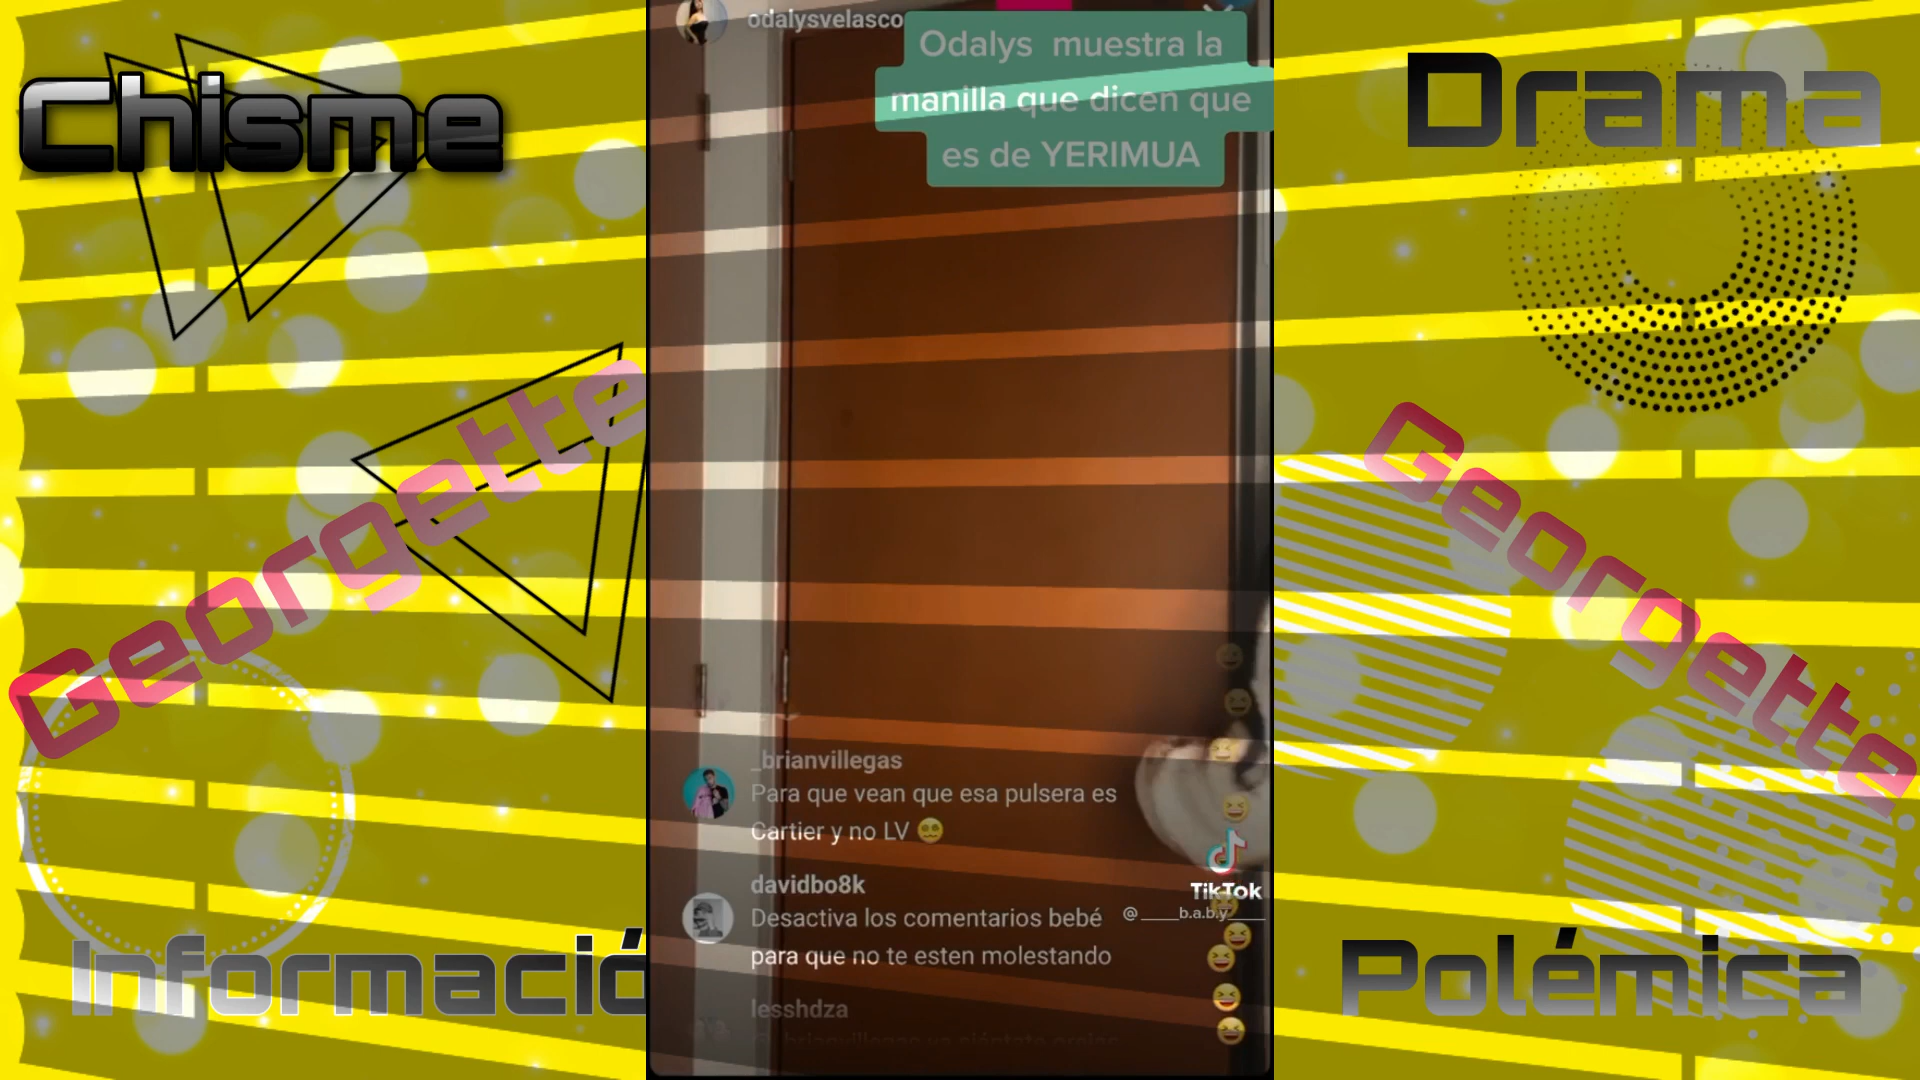 Chisme
Georgette
Informació
odalysvelasco
Odalys muestra la
manilla que dicen que
es de YERIMUA
_brianvillegas
Para que vean que esa pulsera es
Cartier y no LV
davidbo8k
Desactiva los comentarios bebé
para que no te esten molestando
lesshdza
TikTok
@_____b.a.b.y_____
Drama
Georgette
Polémica